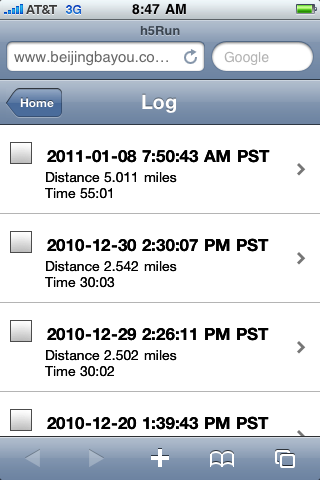 AT&T 3G 8:47 AM
h5Run
www.beijingbayou.co... Google
Home Log
2011-01-08 7:50:43 AM PST
Distance 5.011 miles
Time 55:01
2010-12-30 2:30:07 PM PST
Distance 2.542 miles
Time 30:03
2010-12-29 2:26:11 PM PST
Distance 2.502 miles
Time 30:02
2010-12-20 1:39:43 PM PST